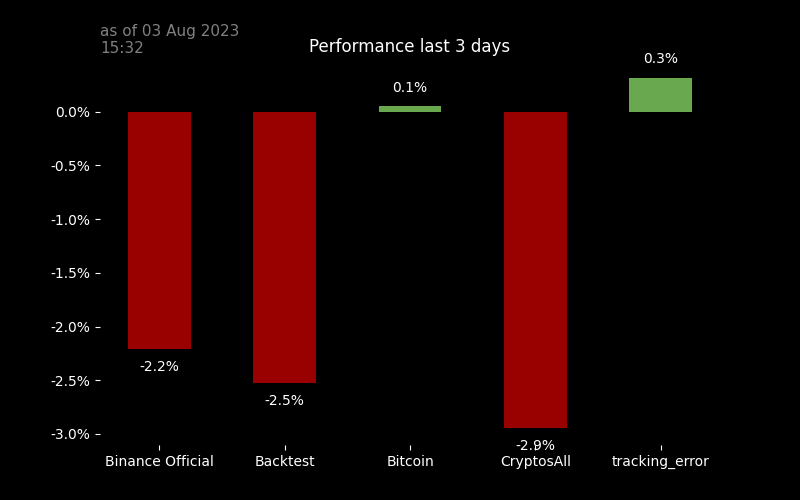 as of 03 Aug 2023
15:32
Performance last 3 days
0.3%
0.1%
0.0%
-0.5%
-1.0%
-1.5%
-2.0%
-2.5%
-3.0%
-2.2%
-2.5%
-2.9%
Binance Official
Backtest
Bitcoin
CryptosAll
tracking_error